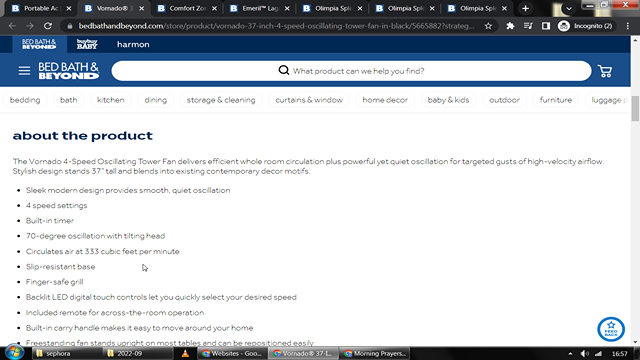 Portable Ac
Vornado® 3
Comfort Zon
Emeril™ Lag
Olimpia Sple
Olimpia Sple
Olimpia Sple
bedbathandbeyond.com/store/product/vornado-37-inch-4-speed-oscillating-tower-fan-in-black/5665882?strateg...
Incognito (2)
BED BATH & BEYOND
buybuy BABY
harmon
BED BATH & BEYOND
What product can we help you find?
bedding bath kitchen dining storage & cleaning curtains & window home decor baby & kids outdoor furniture luggage
about the product
The Vornado 4-Speed Oscillating Tower Fan delivers efficient whole room circulation plus powerful yet quiet oscillation for targeted gusts of high-velocity airflow.
Stylish design stands 37" tall and blends into existing contemporary decor motifs.
• Sleek modern design provides smooth, quiet oscillation
• 4 speed settings
• Built-in timer
• 70-degree oscillation with tilting head
• Circulates air at 333 cubic feet per minute
• Slip-resistant base
• Finger-safe grill
• Backlit LED digital touch controls let you quickly select your desired speed
• Included remote for across-the-room operation
• Built-in carry handle makes it easy to move around your home
• Freestanding fan stands upright on most tables and can be repositioned easily
FEED BACK
sephora
2022-09
Websites - Goo...
Vornado® 37-I...
Morning Prayers...
16:57